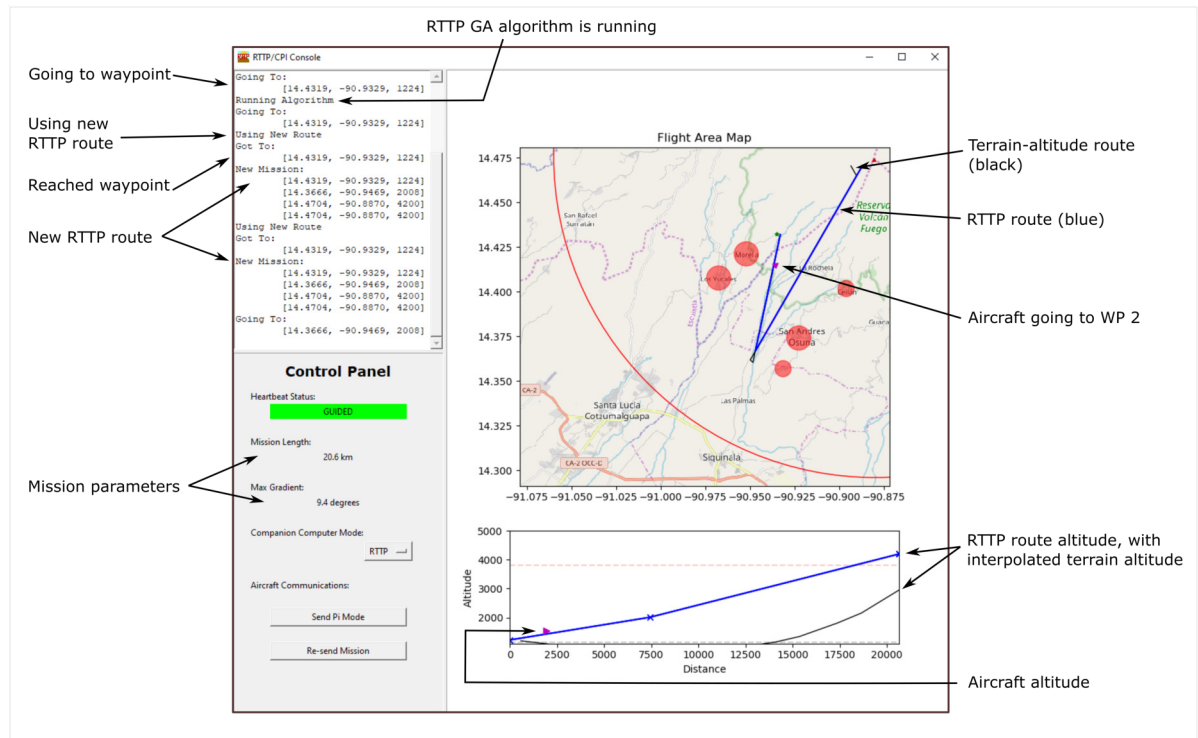 RTTP GA algorithm is running
RTTP/CPI Console
Going to waypoint
Using new
RTTP route
Reached waypoint
New RTTP route
Mission parameters
Going To:
[14.4319, -90.9329, 1224]
Running Algorithm
Going To:
[14.4319, -90.9329, 1224]
Using New Route
Got To:
[14.4319, -90.9329, 1224]
New Mission:
[14.4319, -90.9329, 1224]
[14.3666, -90.9469, 2008]
[14.4704, -90.8870, 4200]
[14.4704, -90.8870, 4200]
Using New Route
Got To:
[14.4319, -90.9329, 1224]
New Mission:
[14.4319, -90.9329, 1224]
[14.3666, -90.9469, 2008]
[14.4704, -90.8870, 4200]
[14.4704, -90.8870, 4200]
Going To:
[14.3666, -90.9469, 2008]
Control Panel
Heartbeat Status:
GUIDED
Mission Length:
20.6 km
Max Gradient:
9.4 degrees
Companion Computer Mode:
RTTP
Aircraft Communications:
Send Pi Mode
Re-send Mission
Flight Area Map
14.475
14.450
14.425
14.400
14.375
14.350
14.325
14.300
−91.075 −91.050 −91.025 −91.000 −90.975 −90.950 −90.925 −90.900 −90.875
San Rafael
Reserva
Volcán
Fuego
La Rochela
Escuintla
San Andres
Osuna
Las Palmas
CA-2
Santa Lucia
Cotzumalguapa
CA-2 OCC-C
Siquinala
Terrain-altitude route
(black)
RTTP route (blue)
Aircraft going to WP 2
Altitude
5000
4000
3000
2000
0 2500 5000 7500 10000 12500 15000 17500 20000
Distance
RTTP route altitude, with
interpolated terrain altitude
Aircraft altitude